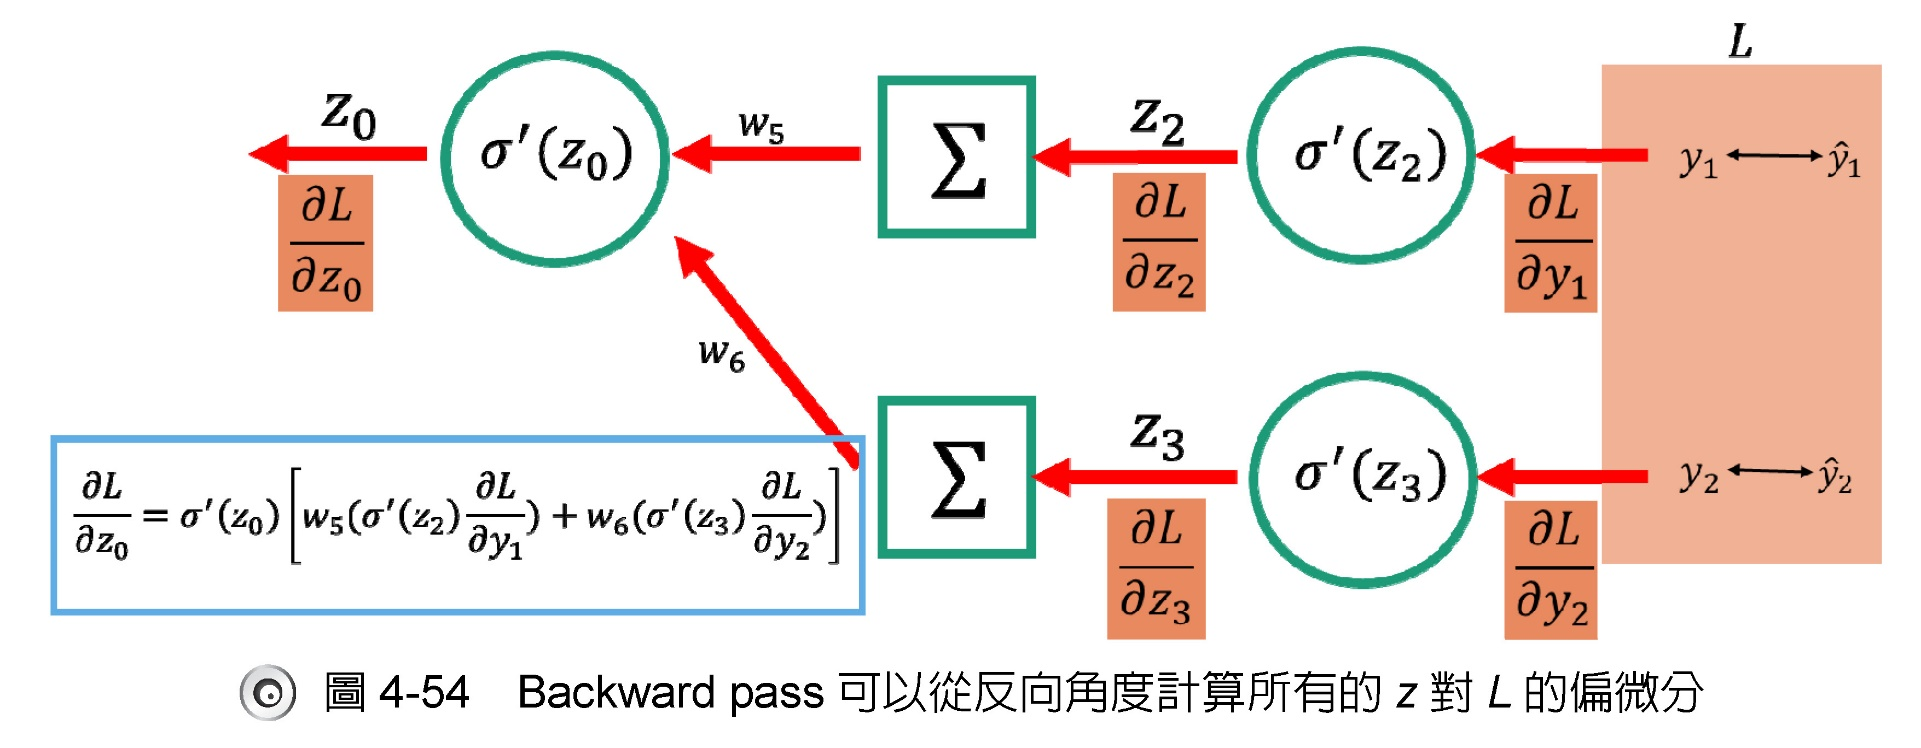 L
z₀ σ′(z₀) w₅ Σ z₂ σ′(z₂) y₁ ŷ₁
∂L/∂z₀ ∂L/∂z₂ ∂L/∂y₁
w₆
z₃
Σ σ′(z₃) y₂ ŷ₂
∂L/∂z₀ = σ′(z₀) [w₅(σ′(z₂) ∂L/∂y₁) + w₆(σ′(z₃) ∂L/∂y₂)]
∂L/∂z₃ ∂L/∂y₂
圖 4-54 Backward pass 可以從反向角度計算所有的 z 對 L 的偏微分